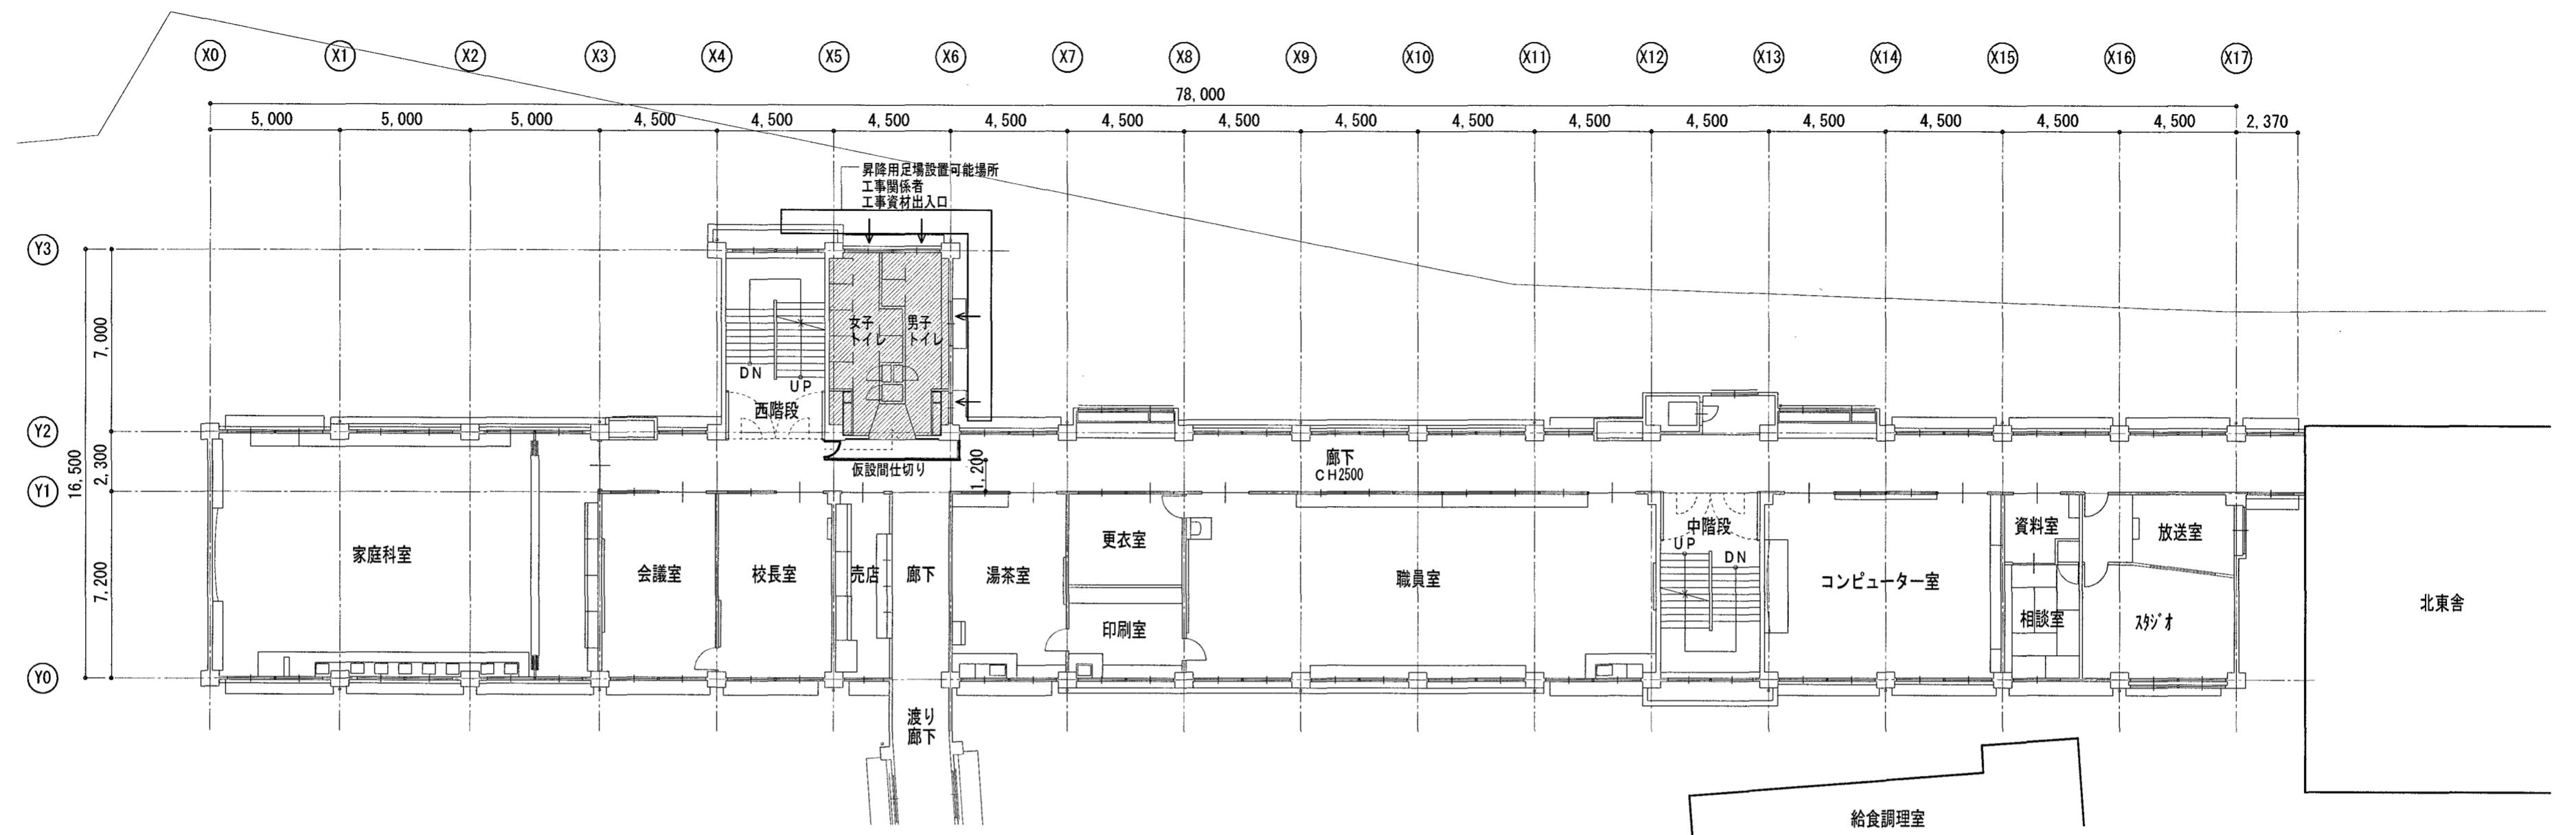 X0 X1 X2 X3 X4 X5 X6 X7 X8 X9 X10 X11 X12 X13 X14 X15 X16 X17
78,000
5,000 5,000 5,000 4,500 4,500 4,500 4,500 4,500 4,500 4,500 4,500 4,500 4,500 4,500 4,500 4,500 4,500 2,370
昇降用足場設置可能場所
工事関係者
工事資材出入口
Y3
7,000
女子
トイレ
男子
トイレ
DN
UP
西階段
Y2
16,500
2,300
仮設間仕切り
1,200
廊下
CH2500
Y1
7,200
家庭科室
会議室
校長室
売店
廊下
湯茶室
更衣室
印刷室
職員室
中階段
UP
DN
コンピューター室
資料室
相談室
放送室
スタジオ
北東舎
Y0
渡り
廊下
給食調理室